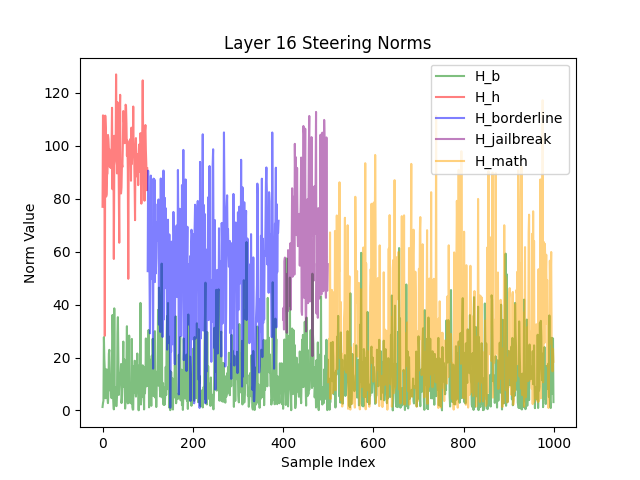 Layer 16 Steering Norms
H_b
H_h
H_borderline
H_jailbreak
H_math
Norm Value
120
100
80
60
40
20
0
0 200 400 600 800 1000
Sample Index